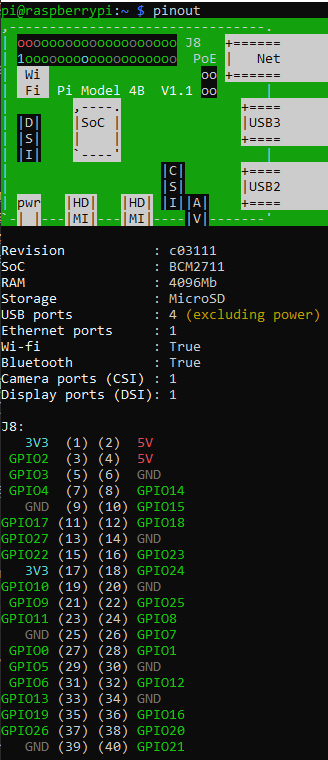 pi@raspberrypi:~ $ pinout
,--------------------------------.
| oooooooooooooooooooo J8   +======
| 1ooooooooooooooooooo  PoE |   Net
|  Wi                    oo +======
|  Fi  Pi Model 4B  V1.1 oo      |
|        ,----.             +====
| |D|    |SoC |             |USB3
| |S|    |    |             +====
| |I|    `----'                  |
|                   |C|     +====
|                   |S|     |USB2
| pwr   |HD|   |HD| |I||A|  +====
`-| |---|MI|---|MI|----|V|-------'
Revision           : c03111
SoC                : BCM2711
RAM                : 4096Mb
Storage            : MicroSD
USB ports          : 4 (excluding power)
Ethernet ports     : 1
Wi-fi              : True
Bluetooth          : True
Camera ports (CSI) : 1
Display ports (DSI): 1
J8:
   3V3  (1) (2)  5V
 GPIO2  (3) (4)  5V
 GPIO3  (5) (6)  GND
 GPIO4  (7) (8)  GPIO14
   GND  (9) (10) GPIO15
GPIO17 (11) (12) GPIO18
GPIO27 (13) (14) GND
GPIO22 (15) (16) GPIO23
   3V3 (17) (18) GPIO24
GPIO10 (19) (20) GND
 GPIO9 (21) (22) GPIO25
GPIO11 (23) (24) GPIO8
   GND (25) (26) GPIO7
 GPIO0 (27) (28) GPIO1
 GPIO5 (29) (30) GND
 GPIO6 (31) (32) GPIO12
GPIO13 (33) (34) GND
GPIO19 (35) (36) GPIO16
GPIO26 (37) (38) GPIO20
   GND (39) (40) GPIO21